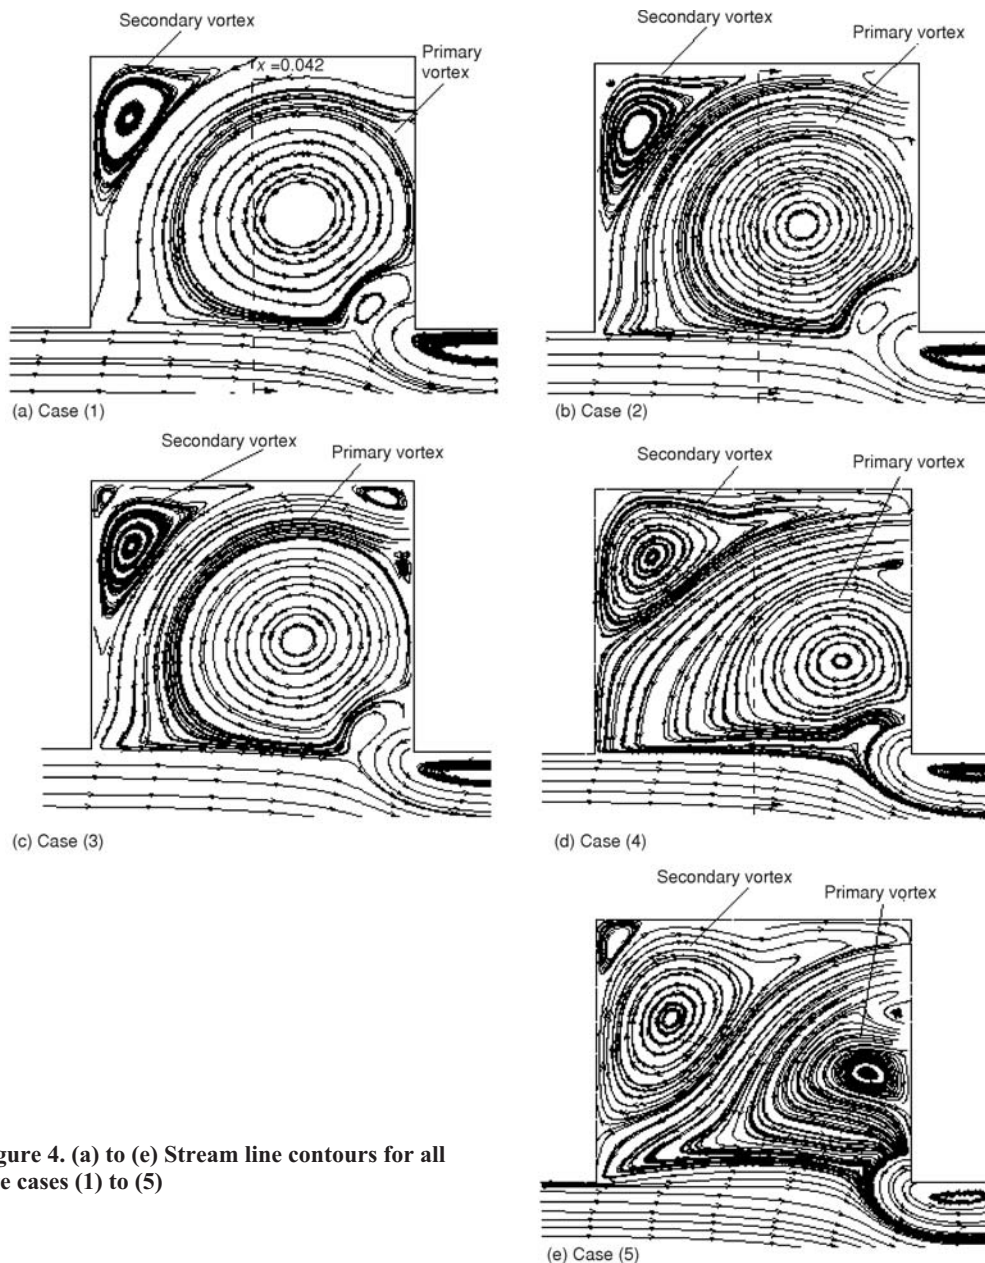 Secondary vortex
Primary
vortex
x =0.042
(a) Case (1)
Secondary vortex
Primary vortex
(b) Case (2)
Secondary vortex
Primary vortex
(c) Case (3)
Secondary vortex
Primary vortex
(d) Case (4)
Secondary vortex
Primary vortex
(e) Case (5)
gure 4. (a) to (e) Stream line contours for all
e cases (1) to (5)